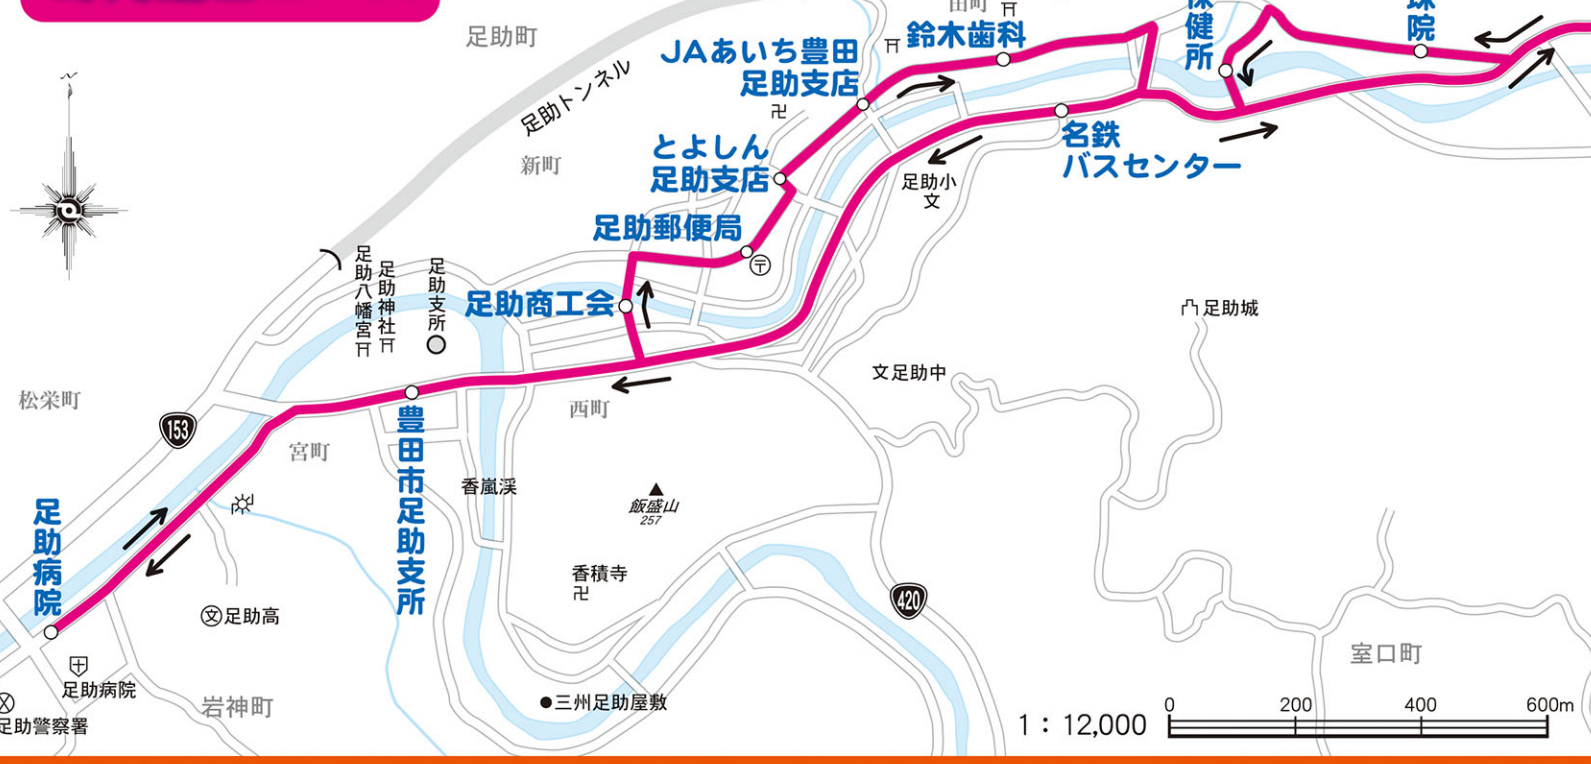 足助町
JAあいち豊田
足助支店
鈴木歯科
田町
保健所
院
足助トンネル
新町
とよしん
足助支店
名鉄
バスセンター
足助小
文
足助郵便局
〒
足助八幡宮
足助神社
足助支所
足助商工会
足助城
文足助中
松栄町
153
西町
豊田市足助支所
宮町
香嵐渓
飯盛山
257
足助病院
香積寺
卍
420
文足助高
室口町
足助病院
三州足助屋敷
岩神町
足助警察署
1：12,000
0 200 400 600m